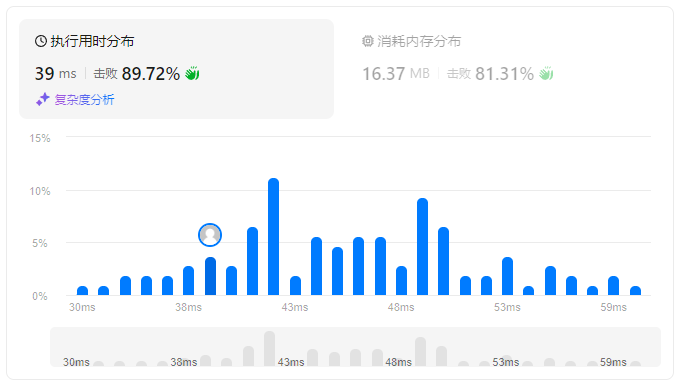 执行用时分布
39 ms 击败 89.72%
复杂度分析
消耗内存分布
16.37 MB 击败 81.31%
15%
10%
5%
0%
30ms 38ms 43ms 48ms 53ms 59ms
30ms 38ms 43ms 48ms 53ms 59ms